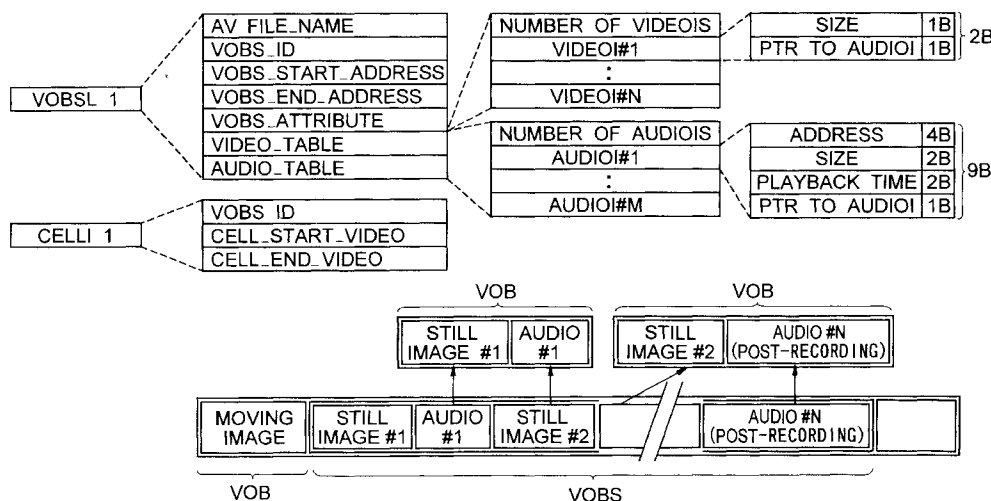 VOBSL 1
AV FILE_NAME
VOBS_ID
VOBS_START_ADDRESS
VOBS_END_ADDRESS
VOBS_ATTRIBUTE
VIDEO_TABLE
AUDIO_TABLE
NUMBER OF VIDEOIS
VIDEOI#1
:
VIDEOI#N
SIZE 1B
PTR TO AUDIOI 1B
2B
NUMBER OF AUDIOIS
AUDIOI#1
:
AUDIOI#M
ADDRESS 4B
SIZE 2B
PLAYBACK TIME 2B
PTR TO AUDIOI 1B
9B
CELLI 1
VOBS ID
CELL_START_VIDEO
CELL_END_VIDEO
VOB
VOB
STILL
IMAGE #1
AUDIO
#1
STILL
IMAGE #2
AUDIO #N
(POST-RECORDING)
MOVING
IMAGE
STILL
IMAGE #1
AUDIO
#1
STILL
IMAGE #2
AUDIO #N
(POST-RECORDING)
VOB
VOBS